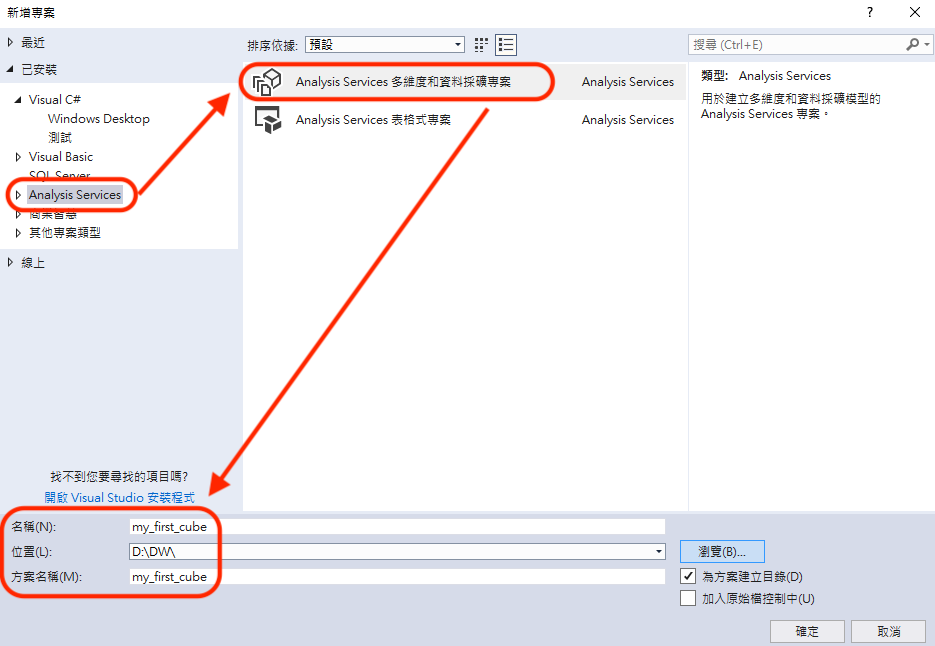 新增專案
?
最近
已安裝
Visual C#
Windows Desktop
測試
Visual Basic
SQL Server
Analysis Services
商業智慧
其他專案類型
線上
找不到您要尋找的項目嗎?
開啟 Visual Studio 安裝程式
排序依據: 預設
Analysis Services 多維度和資料採礦專案 Analysis Services
Analysis Services 表格式專案 Analysis Services
搜尋 (Ctrl+E)
類型: Analysis Services
用於建立多維度和資料採礦模型的
Analysis Services 專案。
名稱(N): my_first_cube
位置(L): D:\DW\
方案名稱(M): my_first_cube
瀏覽(B)...
為方案建立目錄(D)
加入原始檔控制中(U)
確定 取消